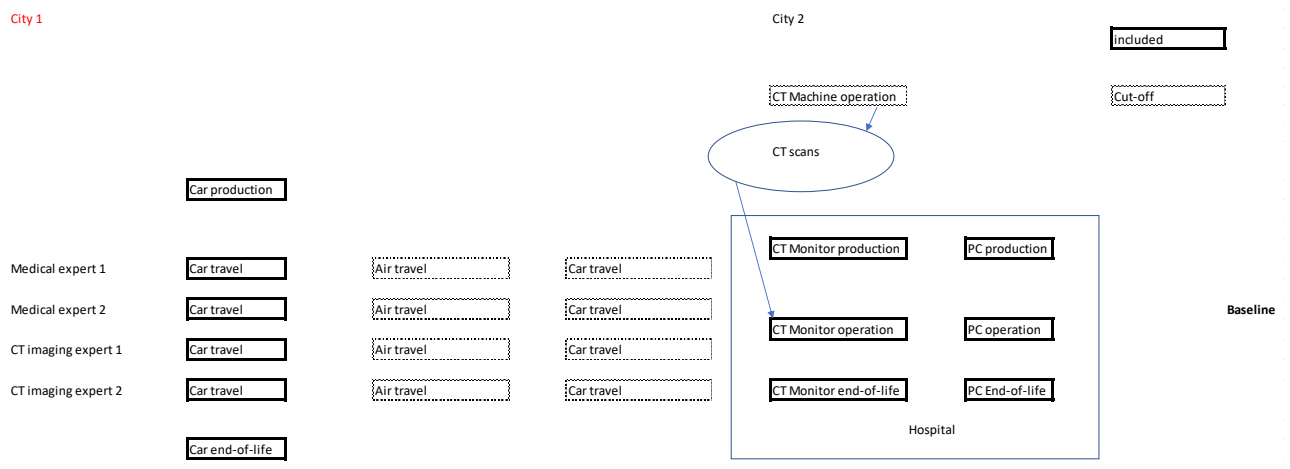 City 1
City 2
included
CT Machine operation
Cut-off
CT scans
Car production
CT Monitor production
PC production
Medical expert 1
Car travel
Air travel
Car travel
Medical expert 2
Car travel
Air travel
Car travel
Baseline
CT Monitor operation
PC operation
CT imaging expert 1
Car travel
Air travel
Car travel
CT imaging expert 2
Car travel
Air travel
Car travel
CT Monitor end-of-life
PC End-of-life
Hospital
Car end-of-life